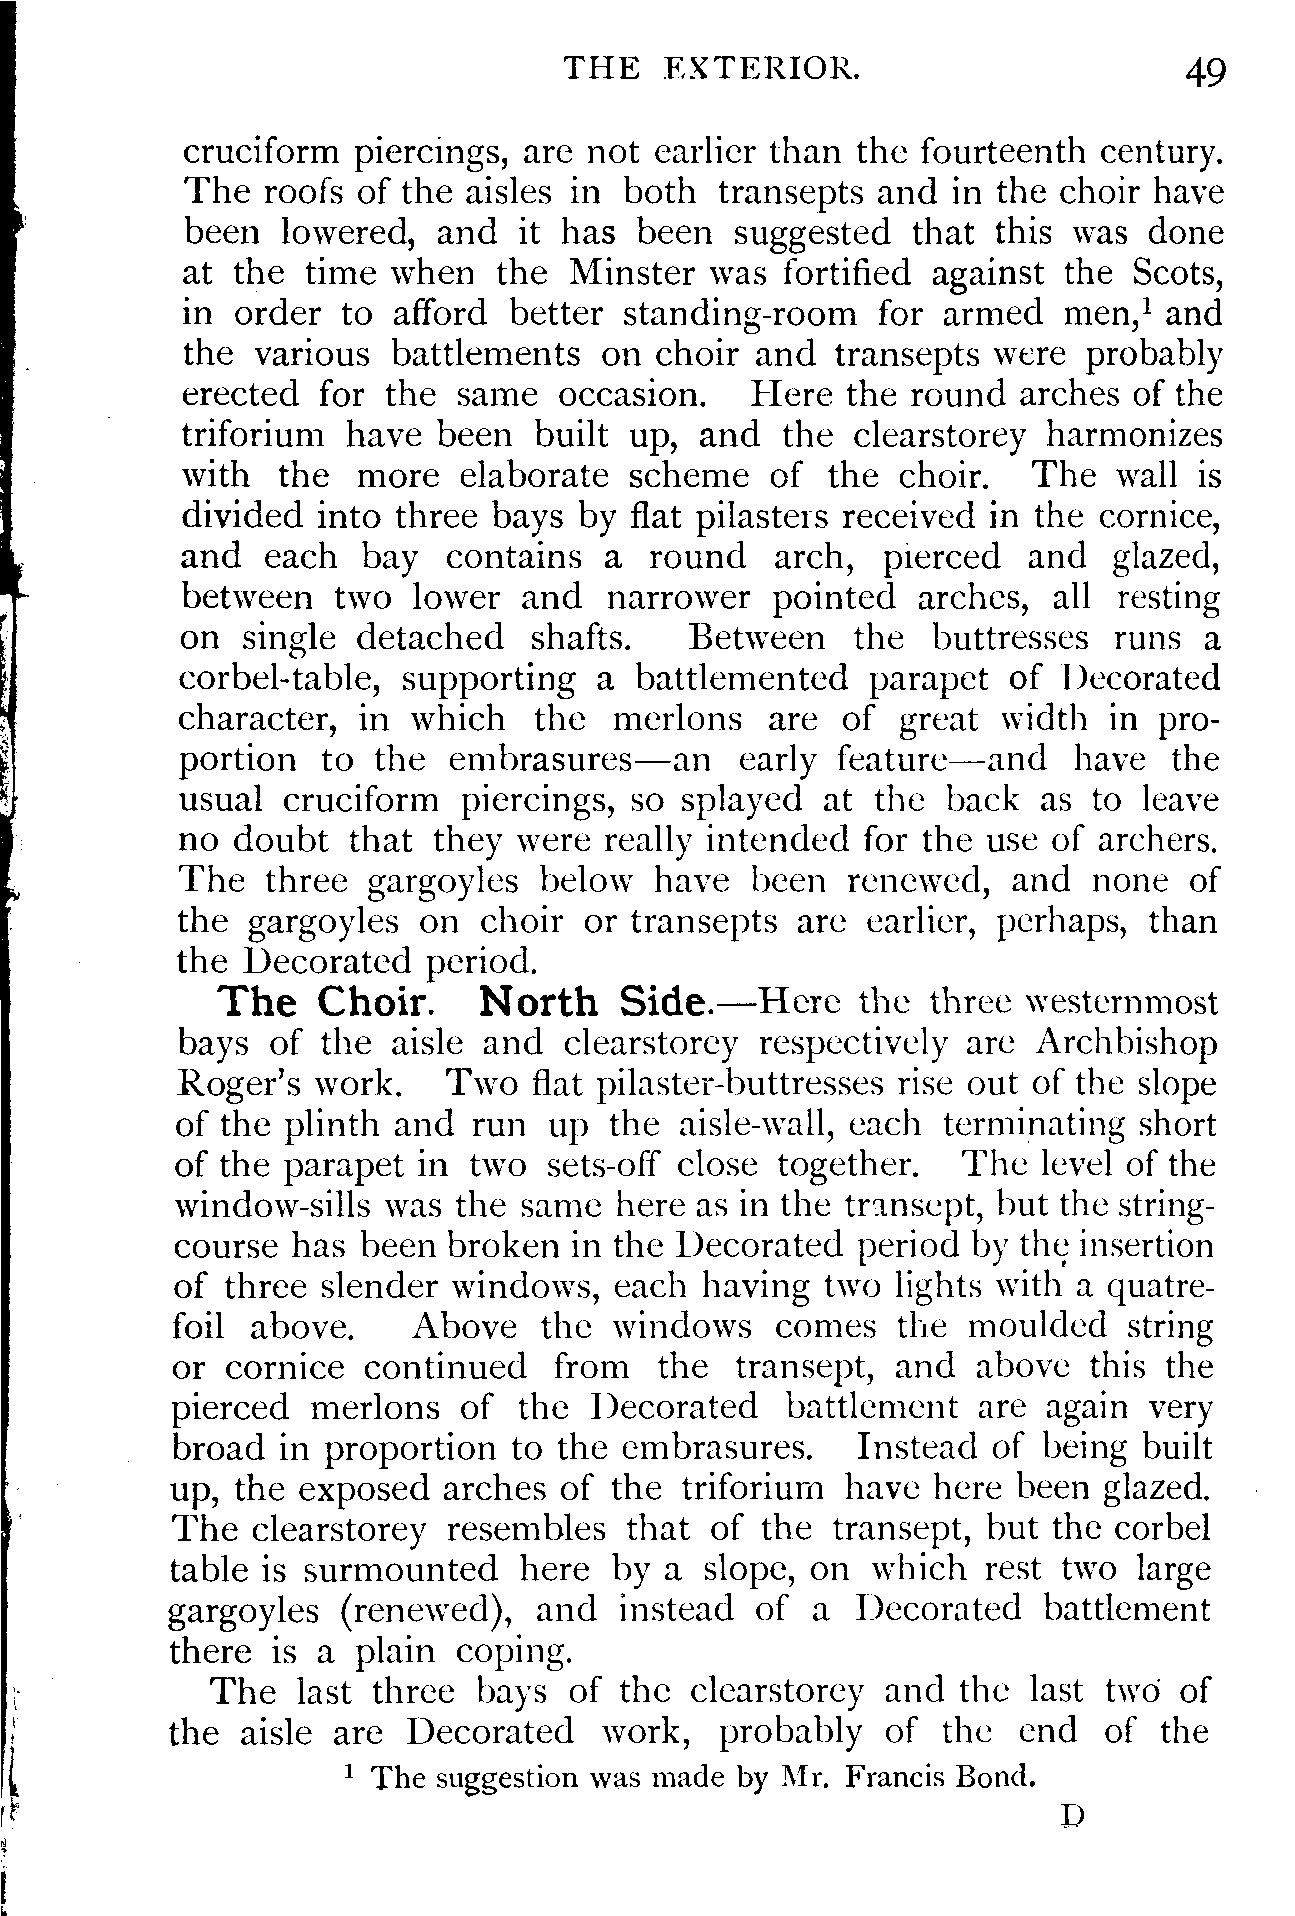 THE EXTERIOR. 49
cruciform piercings, are not earlier than the fourteenth century.
The roofs of the aisles in both transepts and in the choir have
been lowered, and it has been suggested that this was done
at the time when the Minster was fortified against the Scots,
in order to afford better standing-room for armed men,¹ and
the various battlements on choir and transepts were probably
erected for the same occasion. Here the round arches of the
triforium have been built up, and the clearstorey harmonizes
with the more elaborate scheme of the choir. The wall is
divided into three bays by flat pilasters received in the cornice,
and each bay contains a round arch, pierced and glazed,
between two lower and narrower pointed arches, all resting
on single detached shafts. Between the buttresses runs a
corbel-table, supporting a battlemented parapet of Decorated
character, in which the merlons are of great width in pro-
portion to the embrasures—an early feature—and have the
usual cruciform piercings, so splayed at the back as to leave
no doubt that they were really intended for the use of archers.
The three gargoyles below have been renewed, and none of
the gargoyles on choir or transepts are earlier, perhaps, than
the Decorated period.
The Choir. North Side.—Here the three westernmost
bays of the aisle and clearstorey respectively are Archbishop
Roger's work. Two flat pilaster-buttresses rise out of the slope
of the plinth and run up the aisle-wall, each terminating short
of the parapet in two sets-off close together. The level of the
window-sills was the same here as in the transept, but the string-
course has been broken in the Decorated period by the insertion
of three slender windows, each having two lights with a quatre-
foil above. Above the windows comes the moulded string
or cornice continued from the transept, and above this the
pierced merlons of the Decorated battlement are again very
broad in proportion to the embrasures. Instead of being built
up, the exposed arches of the triforium have here been glazed.
The clearstorey resembles that of the transept, but the corbel
table is surmounted here by a slope, on which rest two large
gargoyles (renewed), and instead of a Decorated battlement
there is a plain coping.
The last three bays of the clearstorey and the last two of
the aisle are Decorated work, probably of the end of the
¹ The suggestion was made by Mr. Francis Bond.
D